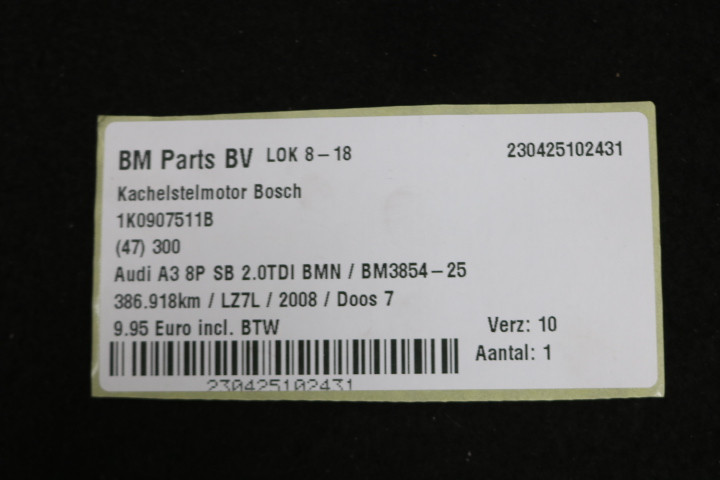 BM Parts BV LOK 8-18 230425102431
Kachelstelmotor Bosch
1K0907511B
(47) 300
Audi A3 8P SB 2.0TDI BMN / BM3854-25
386.918km / LZ7L / 2008 / Doos 7
9.95 Euro incl. BTW Verz: 10
Aantal: 1
230425102431